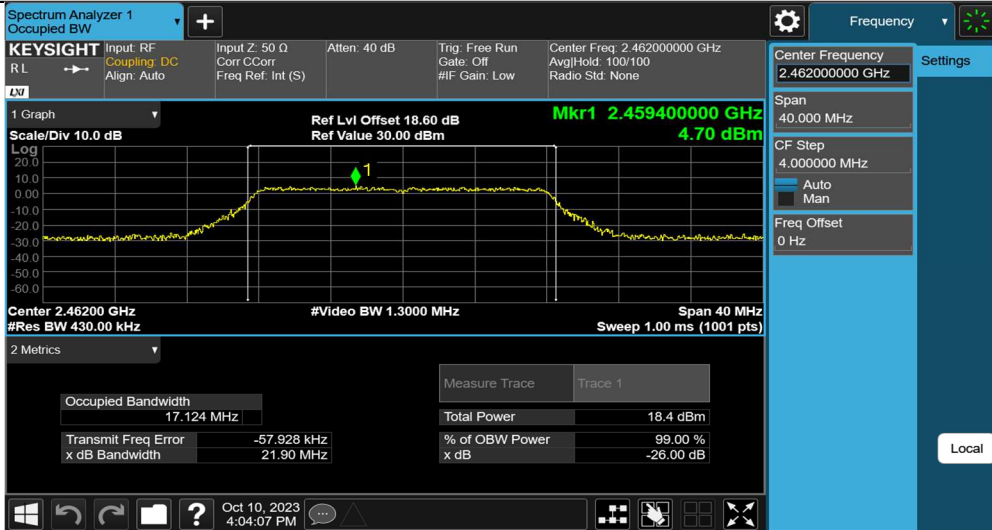 Spectrum Analyzer 1
Occupied BW
+
Frequency
KEYSIGHT
RL
LXI
Input: RF
Coupling: DC
Align: Auto
Input Z: 50 Ω
Corr CCorr
Freq Ref: Int (S)
Atten: 40 dB
Trig: Free Run
Gate: Off
#IF Gain: Low
Center Freq: 2.462000000 GHz
Avg|Hold: 100/100
Radio Std: None
Center Frequency
2.462000000 GHz
Settings
Span
40.000 MHz
CF Step
4.000000 MHz
Auto
Man
Freq Offset
0 Hz
Local
1 Graph
Scale/Div 10.0 dB
Ref Lvl Offset 18.60 dB
Ref Value 30.00 dBm
Mkr1 2.459400000 GHz
4.70 dBm
Log
20.0
10.0
0.00
-10.0
-20.0
-30.0
-40.0
-50.0
-60.0
1
Center 2.46200 GHz
#Res BW 430.00 kHz
#Video BW 1.3000 MHz
Span 40 MHz
Sweep 1.00 ms (1001 pts)
2 Metrics
Measure Trace Trace 1
Occupied Bandwidth
17.124 MHz
Total Power 18.4 dBm
Transmit Freq Error -57.928 kHz
% of OBW Power 99.00 %
x dB Bandwidth 21.90 MHz
x dB -26.00 dB
?
Oct 10, 2023
4:04:07 PM